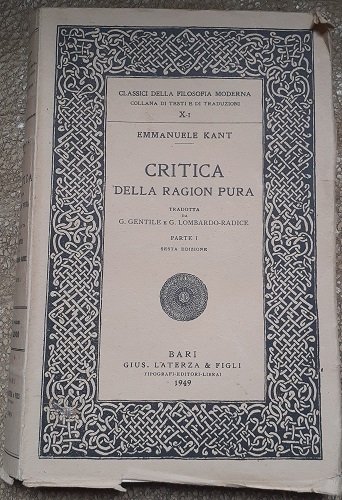 CLASSICI DELLA FILOSOFIA MODERNA
COLLANA DI TESTI E DI TRADUZIONI
X-I
EMMANUELE KANT
CRITICA
DELLA RAGION PURA
TRADOTTA
DA
G. GENTILE E G. LOMBARDO-RADICE
PARTE I
SESTA EDIZIONE
BARI
GIUS. LATERZA & FIGLI
TIPOGRAFI-EDITORI-LIBRAI
1949